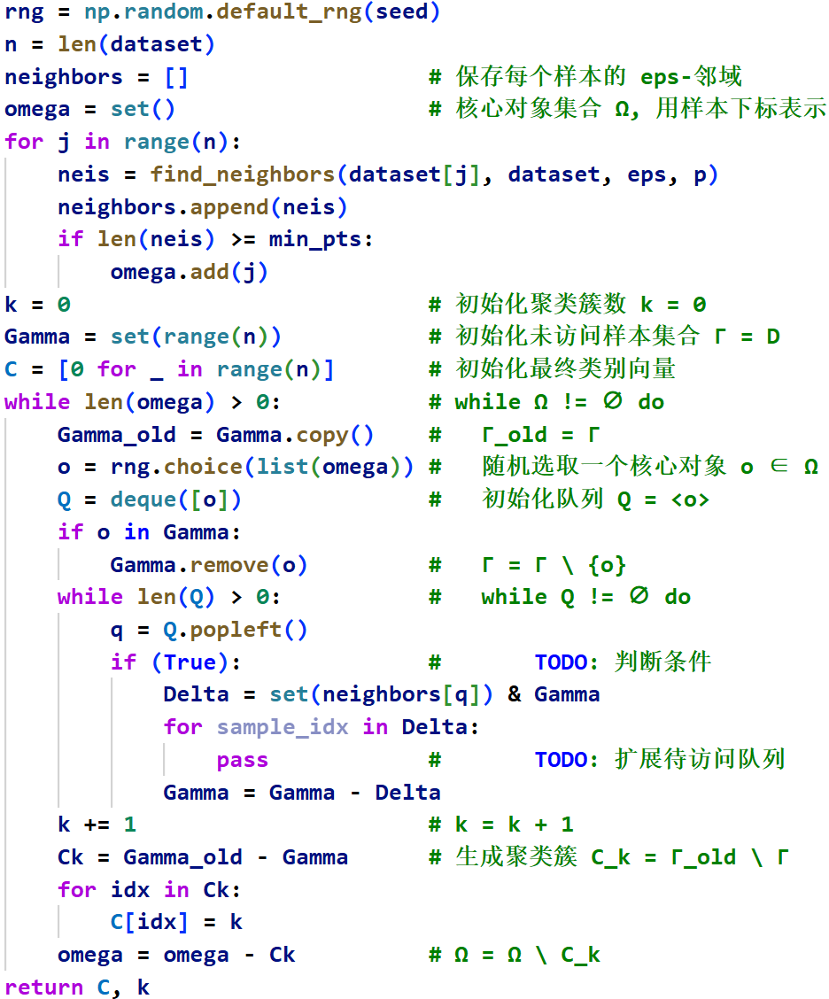 rng = np.random.default_rng(seed)
n = len(dataset)
neighbors = []                  # 保存每个样本的 eps-邻域
omega = set()                   # 核心对象集合 Ω, 用样本下标表示
for j in range(n):
    neis = find_neighbors(dataset[j], dataset, eps, p)
    neighbors.append(neis)
    if len(neis) >= min_pts:
        omega.add(j)
k = 0                           # 初始化聚类簇数 k = 0
Gamma = set(range(n))           # 初始化未访问样本集合 Γ = D
C = [0 for _ in range(n)]       # 初始化最终类别向量
while len(omega) > 0:           # while Ω != ∅ do
    Gamma_old = Gamma.copy()    #   Γ_old = Γ
    o = rng.choice(list(omega)) #   随机选取一个核心对象 o ∈ Ω
    Q = deque([o])              #   初始化队列 Q = <o>
    if o in Gamma:
        Gamma.remove(o)         #   Γ = Γ \ {o}
    while len(Q) > 0:           #   while Q != ∅ do
        q = Q.popleft()
        if (True):              #       TODO: 判断条件
            Delta = set(neighbors[q]) & Gamma
            for sample_idx in Delta:
                pass            #       TODO: 扩展待访问队列
            Gamma = Gamma - Delta
    k += 1                      # k = k + 1
    Ck = Gamma_old - Gamma      # 生成聚类簇 C_k = Γ_old \ Γ
    for idx in Ck:
        C[idx] = k
    omega = omega - Ck          # Ω = Ω \ C_k
return C, k